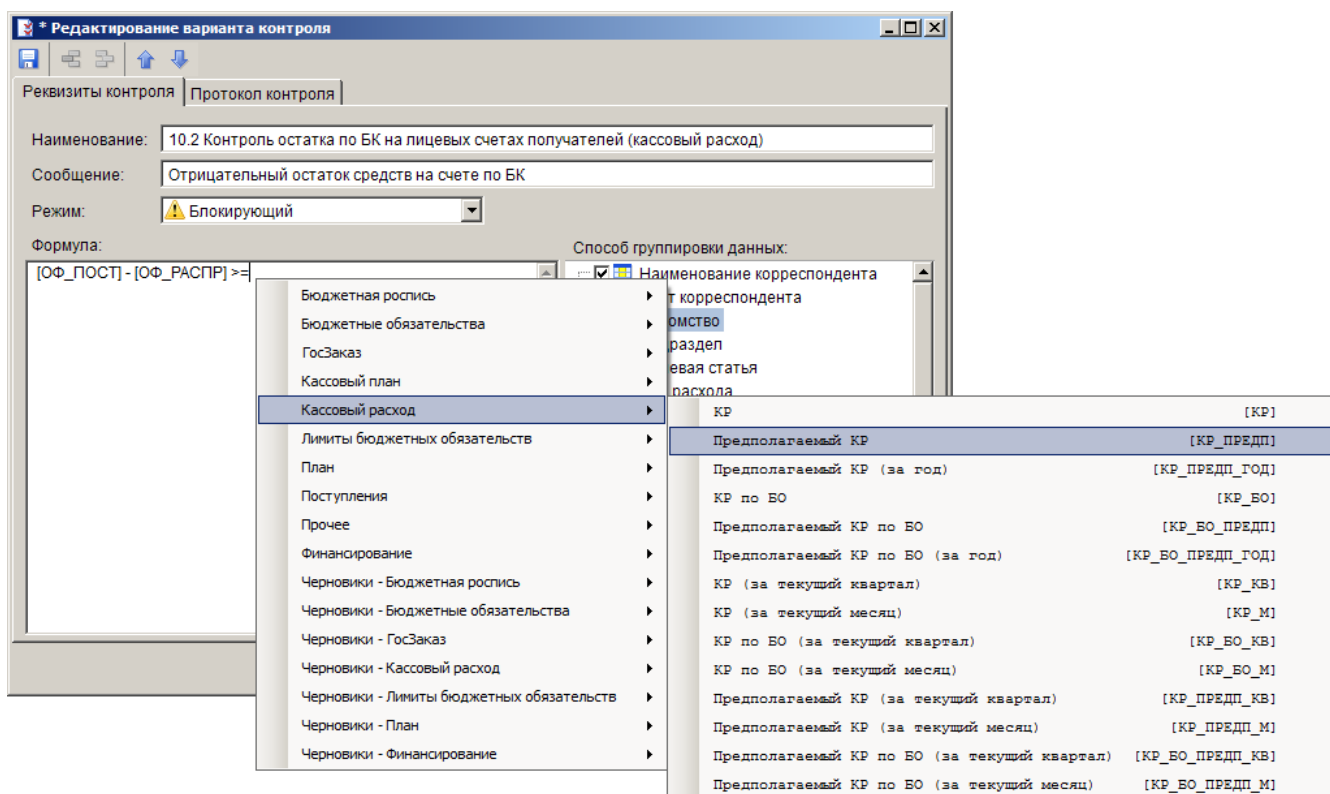 * Редактирование варианта контроля
Реквизиты контроля
Протокол контроля
Наименование:
10.2 Контроль остатка по БК на лицевых счетах получателей (кассовый расход)
Сообщение:
Отрицательный остаток средств на счете по БК
Режим:
Блокирующий
Формула:
Способ группировки данных:
[ОФ_ПОСТ] - [ОФ_РАСПР] >=
Наименование корреспондента
т корреспондента
омство
раздел
евая статья
расхода
Бюджетная роспись
Бюджетные обязательства
ГосЗаказ
Кассовый план
Кассовый расход
Лимиты бюджетных обязательств
План
Поступления
Прочее
Финансирование
Черновики - Бюджетная роспись
Черновики - Бюджетные обязательства
Черновики - ГосЗаказ
Черновики - Кассовый расход
Черновики - Лимиты бюджетных обязательств
Черновики - План
Черновики - Финансирование
КР [КР]
Предполагаемый КР [КР_ПРЕДП]
Предполагаемый КР (за год) [КР_ПРЕДП_ГОД]
КР по БО [КР_БО]
Предполагаемый КР по БО [КР_БО_ПРЕДП]
Предполагаемый КР по БО (за год) [КР_БО_ПРЕДП_ГОД]
КР (за текущий квартал) [КР_КВ]
КР (за текущий месяц) [КР_М]
КР по БО (за текущий квартал) [КР_БО_КВ]
КР по БО (за текущий месяц) [КР_БО_М]
Предполагаемый КР (за текущий квартал) [КР_ПРЕДП_КВ]
Предполагаемый КР (за текущий месяц) [КР_ПРЕДП_М]
Предполагаемый КР по БО (за текущий квартал) [КР_БО_ПРЕДП_КВ]
Предполагаемый КР по БО (за текущий месяц) [КР_БО_ПРЕДП_М]